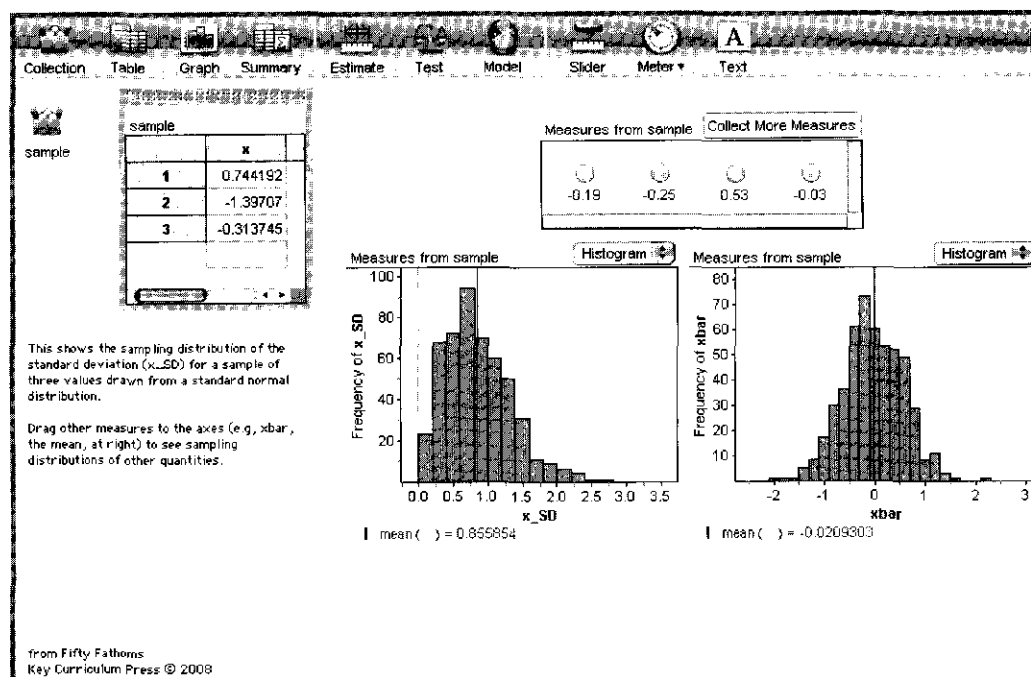 Collection Table Graph Summary Estimate Test Model Slider Meter Text
A
sample
sample
x
1 0.744192
2 -1.39707
3 -0.313745
Measures from sample Collect More Measures
-0.19 -0.25 0.53 -0.03
Measures from sample Histogram
Frequency of x_SD
100
80
60
40
20
0.0 0.5 1.0 1.5 2.0 2.5 3.0 3.5
x_SD
mean ( ) = 0.855854
Measures from sample Histogram
Frequency of xbar
80
70
60
50
40
30
20
10
-2 -1 0 1 2 3
xbar
mean ( ) = -0.0209303
This shows the sampling distribution of the
standard deviation (x_SD) for a sample of
three values drawn from a standard normal
distribution.
Drag other measures to the axes (e.g, xbar,
the mean, at right) to see sampling
distributions of other quantities.
from Fifty Fathoms
Key Curriculum Press © 2008